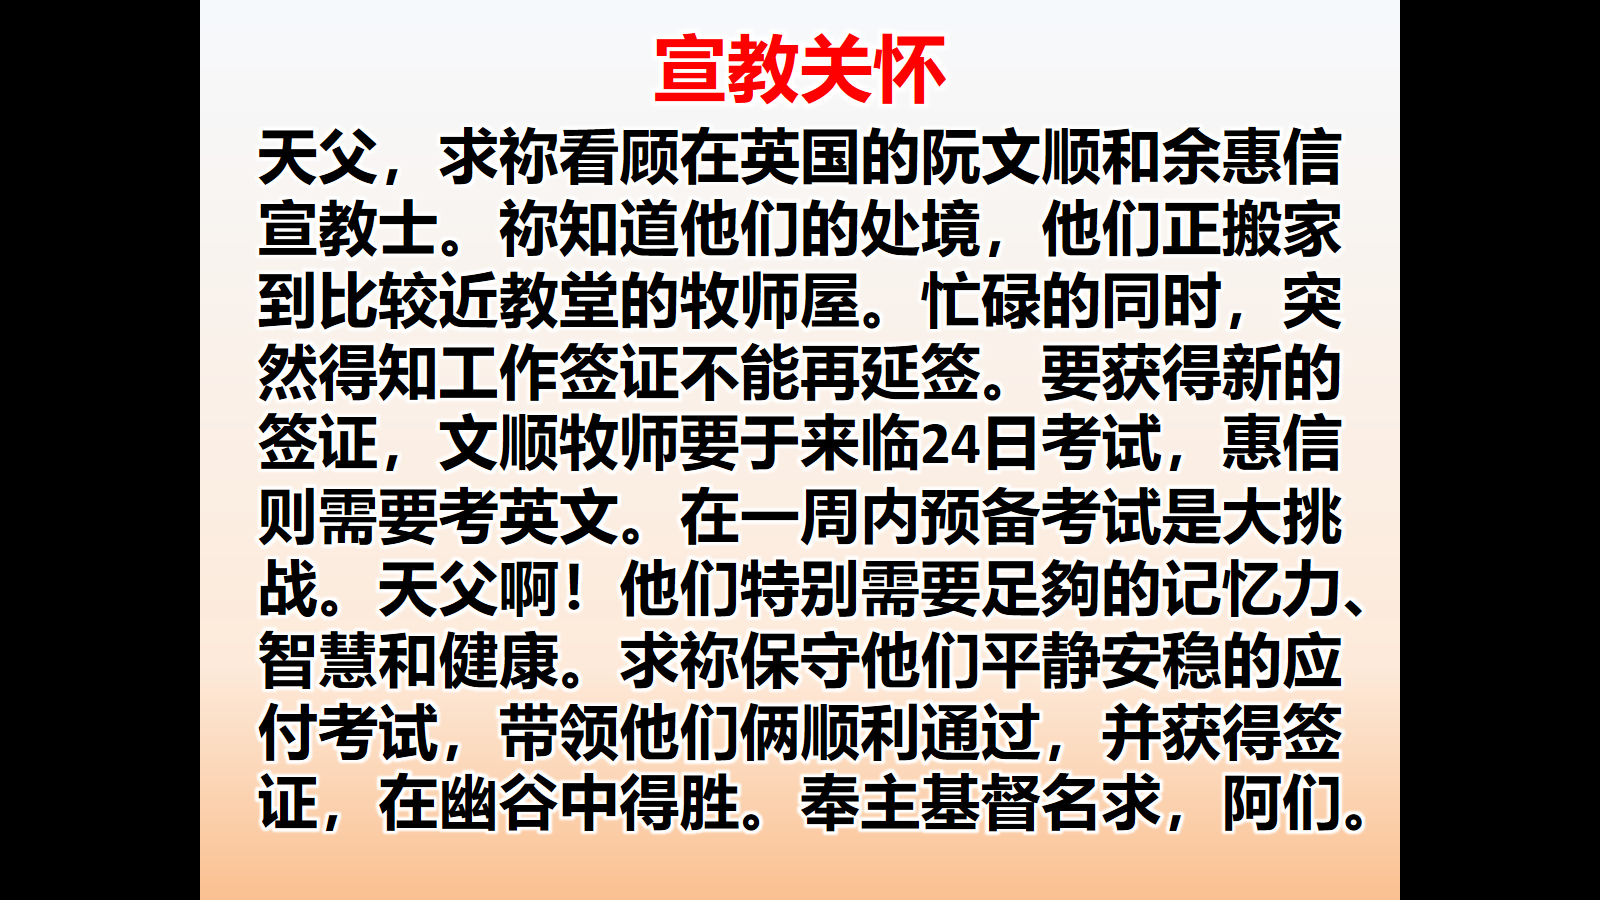 宣教关怀
天父，求祢看顾在英国的阮文顺和余惠信
宣教士。祢知道他们的处境，他们正搬家
到比较近教堂的牧师屋。忙碌的同时，突
然得知工作签证不能再延签。要获得新的
签证，文顺牧师要于来临24日考试，惠信
则需要考英文。在一周内预备考试是大挑
战。天父啊！他们特别需要足夠的记忆力、
智慧和健康。求祢保守他们平静安稳的应
付考试，带领他们俩顺利通过，并获得签
证，在幽谷中得胜。奉主基督名求，阿们。